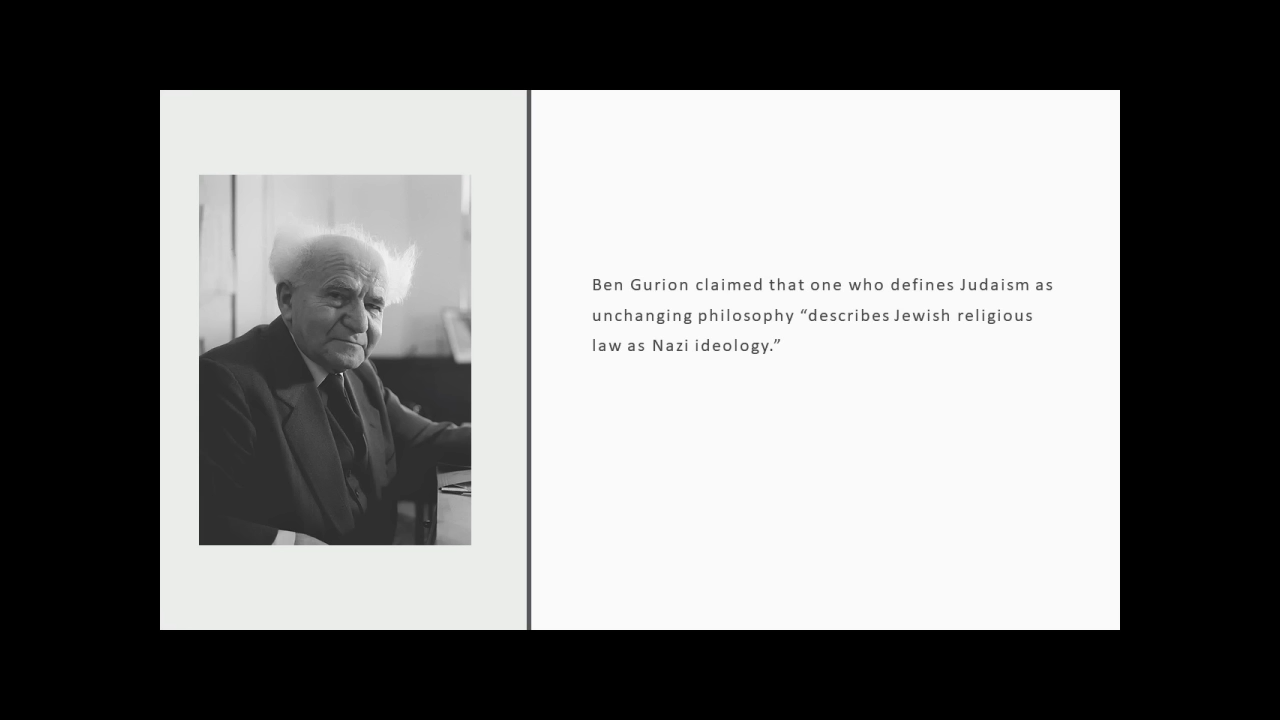 Ben Gurion claimed that one who defines Judaism as
unchanging philosophy “describes Jewish religious
law as Nazi ideology.”